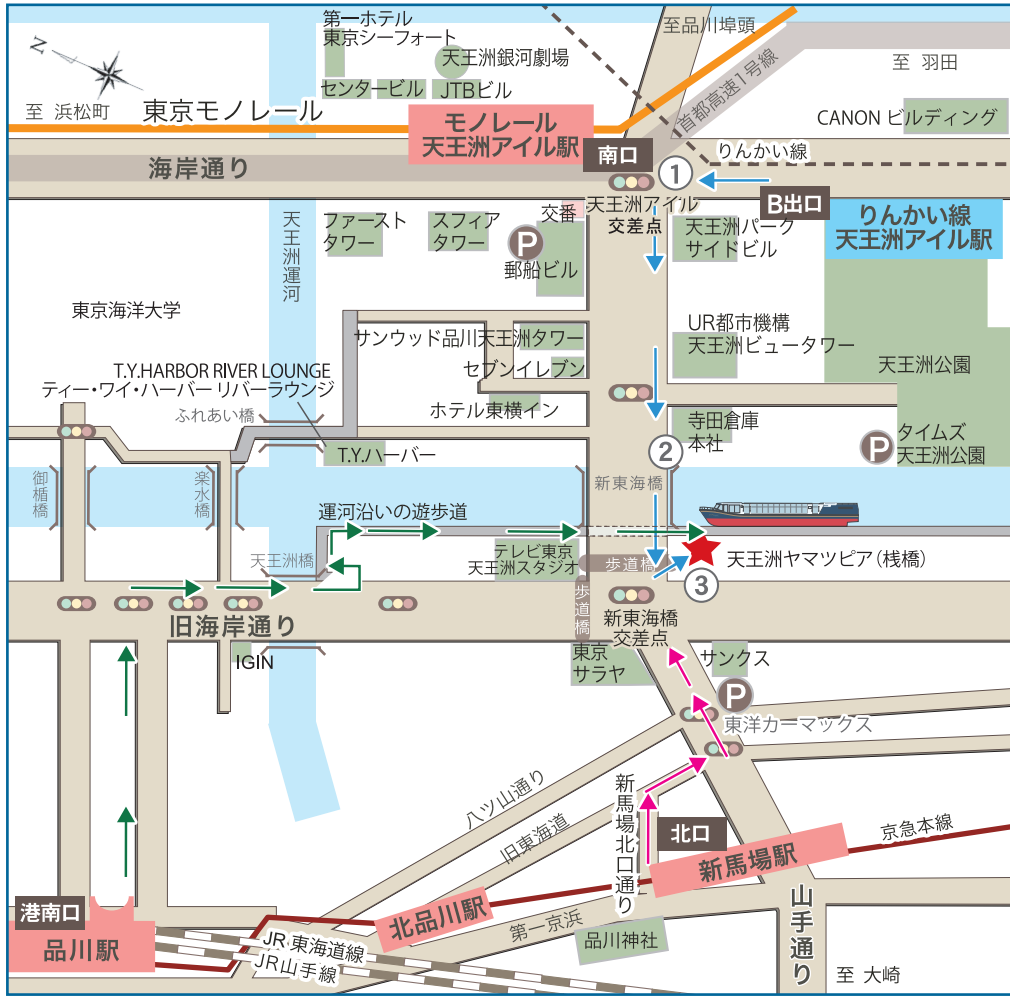 N
第一ホテル
東京シーフォート
天王洲銀河劇場
センタービル
JTBビル
至品川埠頭
首都高速1号線
至 羽田
至 浜松町
東京モノレール
モノレール
天王洲アイル駅
南口
CANON ビルディング
海岸通り
1
りんかい線
B出口
りんかい線
天王洲アイル駅
天王洲アイル
交差点
交番
天王洲運河
ファースト
タワー
スフィア
タワー
P
郵船ビル
天王洲パーク
サイドビル
東京海洋大学
サンウッド品川天王洲タワー
セブンイレブン
UR都市機構
天王洲ビュータワー
天王洲公園
T.Y.HARBOR RIVER LOUNGE
ティー・ワイ・ハーバー リバーラウンジ
ふれあい橋
ホテル東横イン
寺田倉庫
本社
P
タイムズ
天王洲公園
T.Y.ハーバー
2
御楯橋
楽水橋
新東海橋
運河沿いの遊歩道
天王洲橋
テレビ東京
天王洲スタジオ
歩道橋
天王洲ヤマツピア(桟橋)
3
歩道橋
旧海岸通り
新東海橋
交差点
IGIN
東京
サラヤ
サンクス
P
東洋カーマックス
八ツ山通り
旧東海道
新馬場北口通り
北口
新馬場駅
京急本線
港南口
品川駅
北品川駅
第一京浜
品川神社
山手通り
JR 東海道線
JR山手線
至 大崎